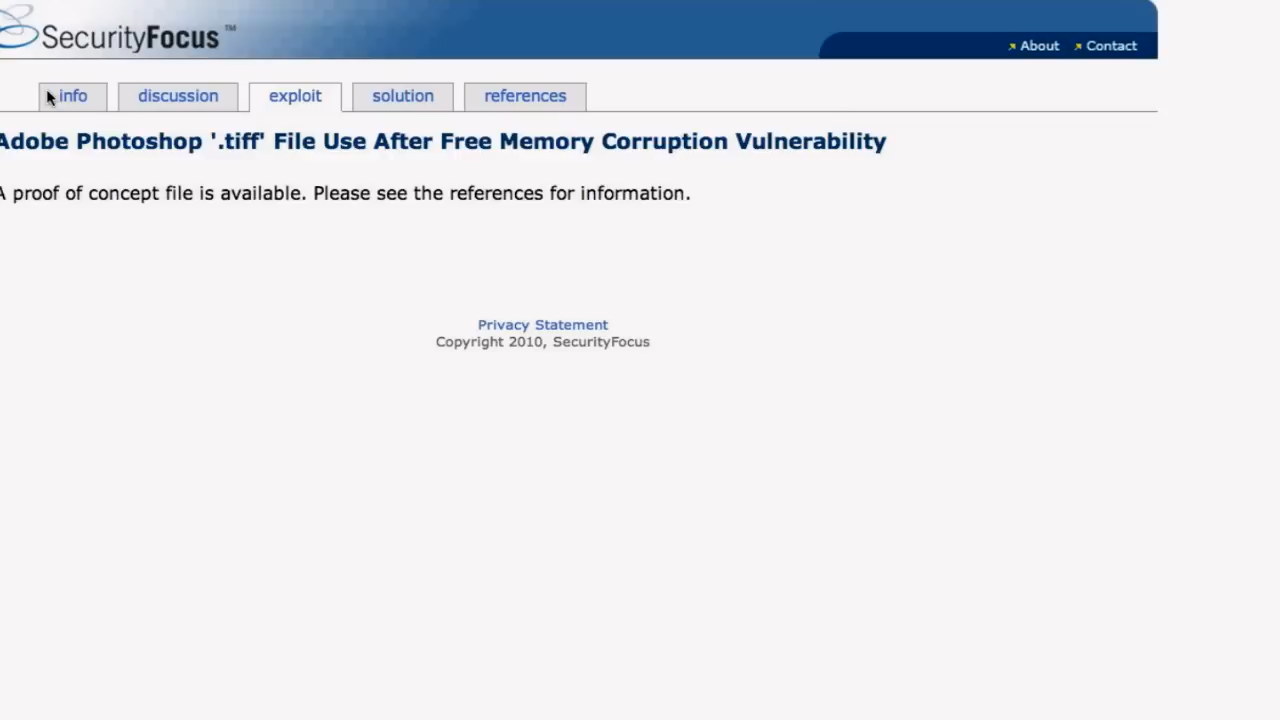 SecurityFocus™
About Contact
info discussion exploit solution references
Adobe Photoshop '.tiff' File Use After Free Memory Corruption Vulnerability
A proof of concept file is available. Please see the references for information.
Privacy Statement
Copyright 2010, SecurityFocus